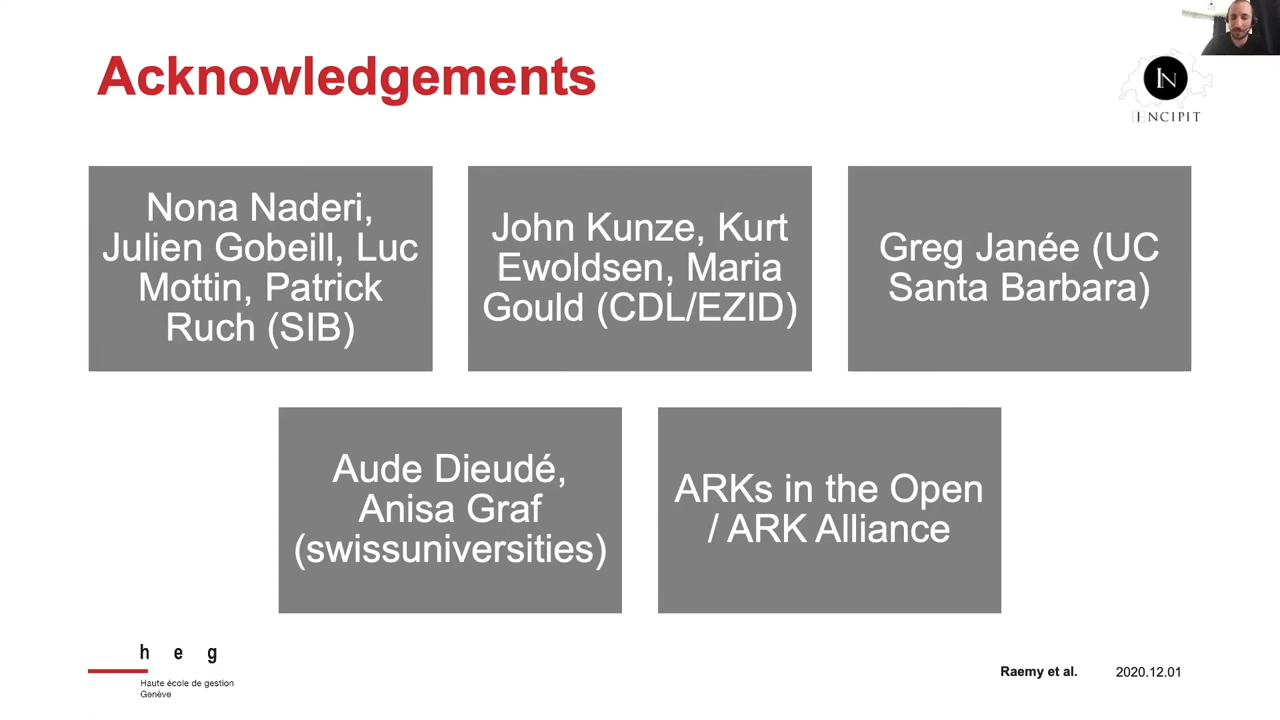 Acknowledgements
IN
INCIPIT
Nona Naderi,
Julien Gobeill, Luc
Mottin, Patrick
Ruch (SIB)
John Kunze, Kurt
Ewoldsen, Maria
Gould (CDL/EZID)
Greg Janée (UC
Santa Barbara)
Aude Dieudé,
Anisa Graf
(swissuniversities)
ARKs in the Open
/ ARK Alliance
h e g
Haute école de gestion
Genève
Raemy et al.
2020.12.01